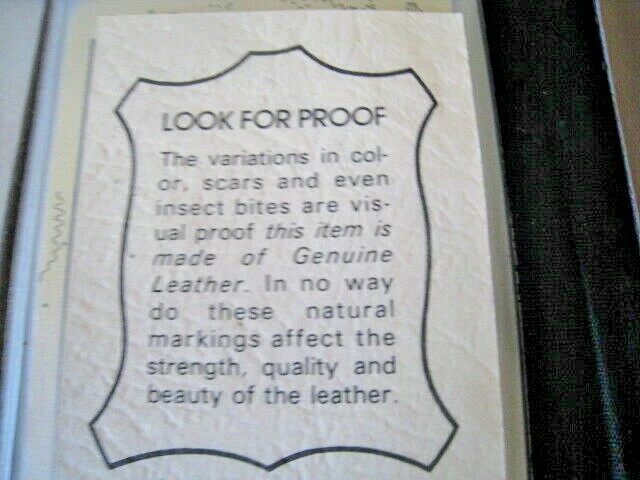 LOOK FOR PROOF
The variations in col-
or, scars and even
insect bites are vis-
ual proof this item is
made of Genuine
Leather. In no way
do these natural
markings affect the
strength, quality and
beauty of the leather.